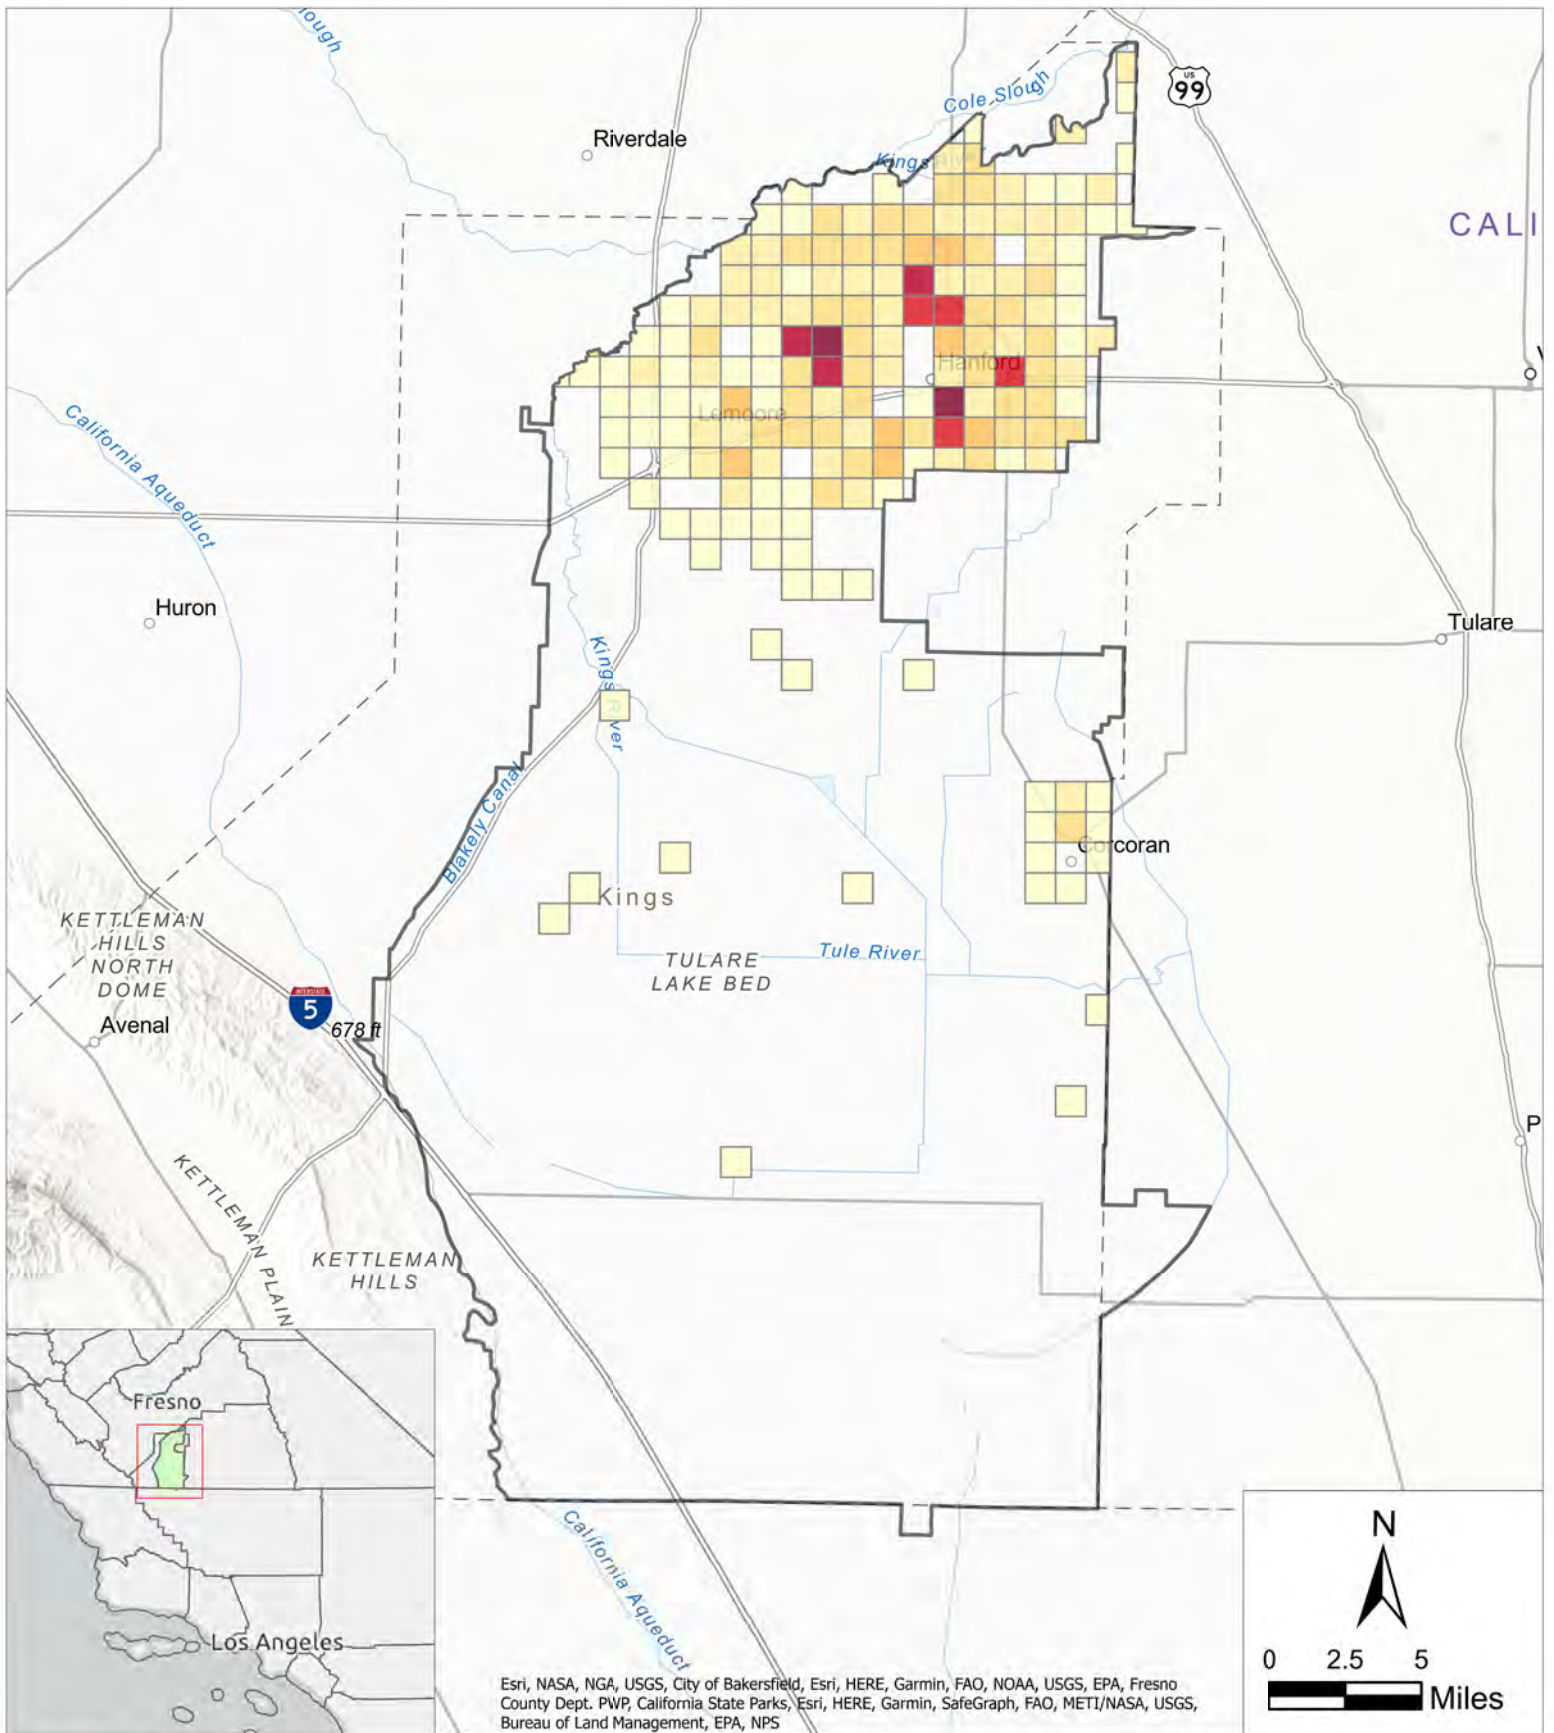 lough
US
99
Cole Slough
Riverdale
Kings River
CALI
Hanford
Lemoore
California Aqueduct
Huron
Tulare
Kings River
Blakely Canal
Corcoran
Kings
KETTLEMAN
HILLS
NORTH
DOME
TULARE
LAKE BED
Tule River
INTERSTATE
5
678 ft
Avenal
P
KETTLEMAN PLAIN
KETTLEMAN
HILLS
Fresno
Los Angeles
California Aqueduct
N
0 2.5 5
Miles
Esri, NASA, NGA, USGS, City of Bakersfield, Esri, HERE, Garmin, FAO, NOAA, USGS, EPA, Fresno
County Dept. PWP, California State Parks, Esri, HERE, Garmin, SafeGraph, FAO, METI/NASA, USGS,
Bureau of Land Management, EPA, NPS